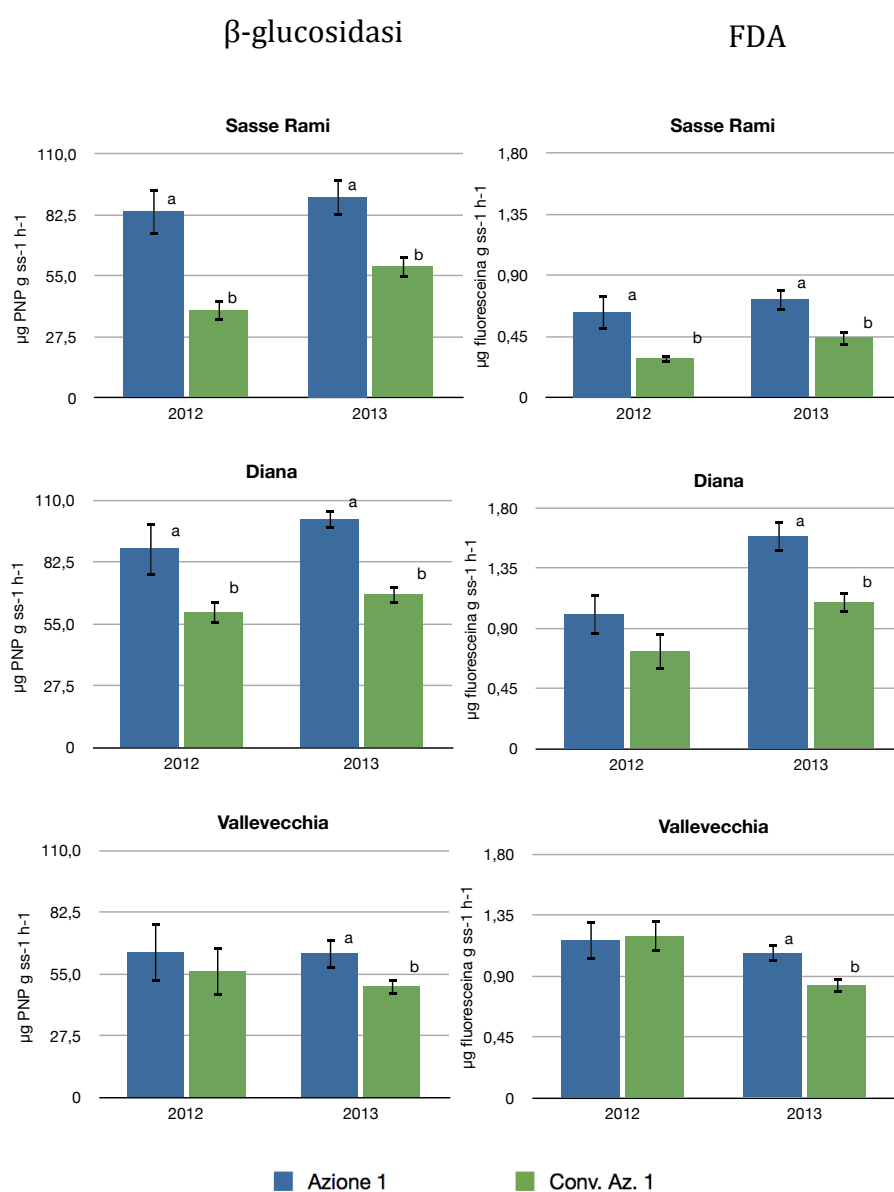 β-glucosidasi
FDA
Sasse Rami
110,0
82,5
55,0
27,5
0
µg PNP g ss-1 h-1
a
b
a
b
2012
2013
Sasse Rami
1,80
1,35
0,90
0,45
0
µg fluoresceina g ss-1 h-1
a
b
a
b
2012
2013
Diana
110,0
82,5
55,0
27,5
0
µg PNP g ss-1 h-1
a
b
a
b
2012
2013
Diana
1,80
1,35
0,90
0,45
0
µg fluoresceina g ss-1 h-1
a
b
2012
2013
Vallevecchia
110,0
82,5
55,0
27,5
0
µg PNP g ss-1 h-1
a
b
2012
2013
Vallevecchia
1,80
1,35
0,90
0,45
0
µg fluoresceina g ss-1 h-1
a
b
2012
2013
Azione 1
Conv. Az. 1